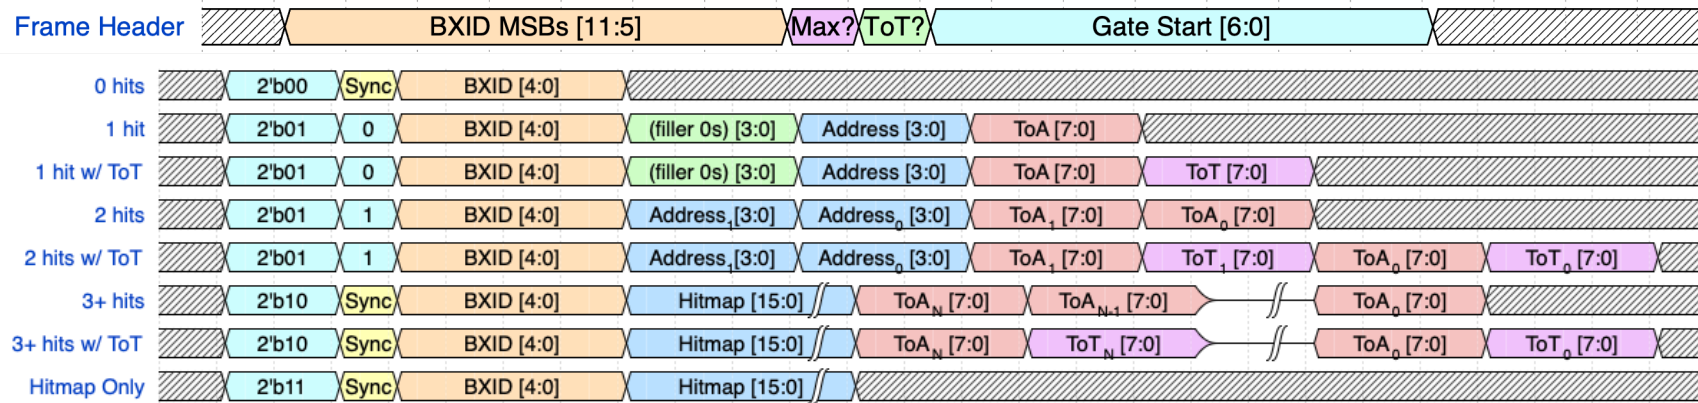 Frame Header BXID MSBs [11:5] Max? ToT? Gate Start [6:0]
0 hits 2'b00 Sync BXID [4:0]
1 hit 2'b01 0 BXID [4:0] (filler 0s) [3:0] Address [3:0] ToA [7:0]
1 hit w/ ToT 2'b01 0 BXID [4:0] (filler 0s) [3:0] Address [3:0] ToA [7:0] ToT [7:0]
2 hits 2'b01 1 BXID [4:0] Address₁[3:0] Address₀ [3:0] ToA₁ [7:0] ToA₀ [7:0]
2 hits w/ ToT 2'b01 1 BXID [4:0] Address₁[3:0] Address₀ [3:0] ToA₁ [7:0] ToT₁ [7:0] ToA₀ [7:0] ToT₀ [7:0]
3+ hits 2'b10 Sync BXID [4:0] Hitmap [15:0] ToA_N [7:0] ToA_N-1 [7:0] ToA₀ [7:0]
3+ hits w/ ToT 2'b10 Sync BXID [4:0] Hitmap [15:0] ToA_N [7:0] ToT_N [7:0] ToA₀ [7:0] ToT₀ [7:0]
Hitmap Only 2'b11 Sync BXID [4:0] Hitmap [15:0]